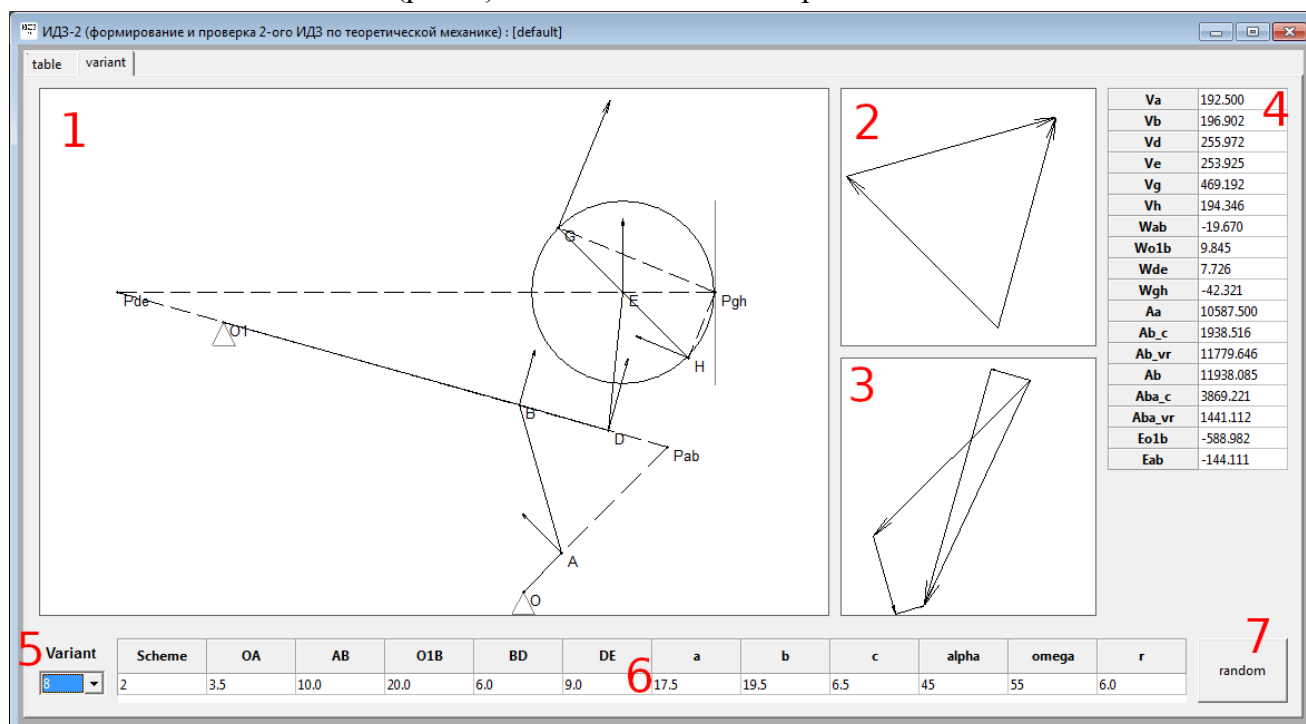 ИДЗ-2 (формирование и проверка 2-ого ИДЗ по теоретической механике) : [default]
table variant
1
2
3
4
G
Pde
E
Pgh
O1
H
B
D
Pab
A
O
Va 192.500
Vb 196.902
Vd 255.972
Ve 253.925
Vg 469.192
Vh 194.346
Wab -19.670
Wo1b 9.845
Wde 7.726
Wgh -42.321
Aa 10587.500
Ab_c 1938.516
Ab_vr 11779.646
Ab 11938.085
Aba_c 3869.221
Aba_vr 1441.112
Eo1b -588.982
Eab -144.111
5 6 7
Variant Scheme OA AB O1B BD DE a b c alpha omega r
8 2 3.5 10.0 20.0 6.0 9.0 17.5 19.5 6.5 45 55 6.0
random